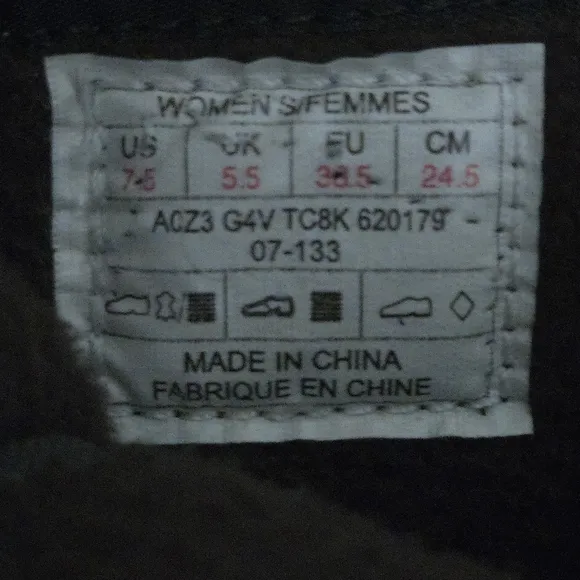 WOMEN'S/FEMMES
US UK EU CM
7.5 5.5 38.5 24.5
A0Z3 G4V TC8K 620179
07-133
MADE IN CHINA
FABRIQUE EN CHINE